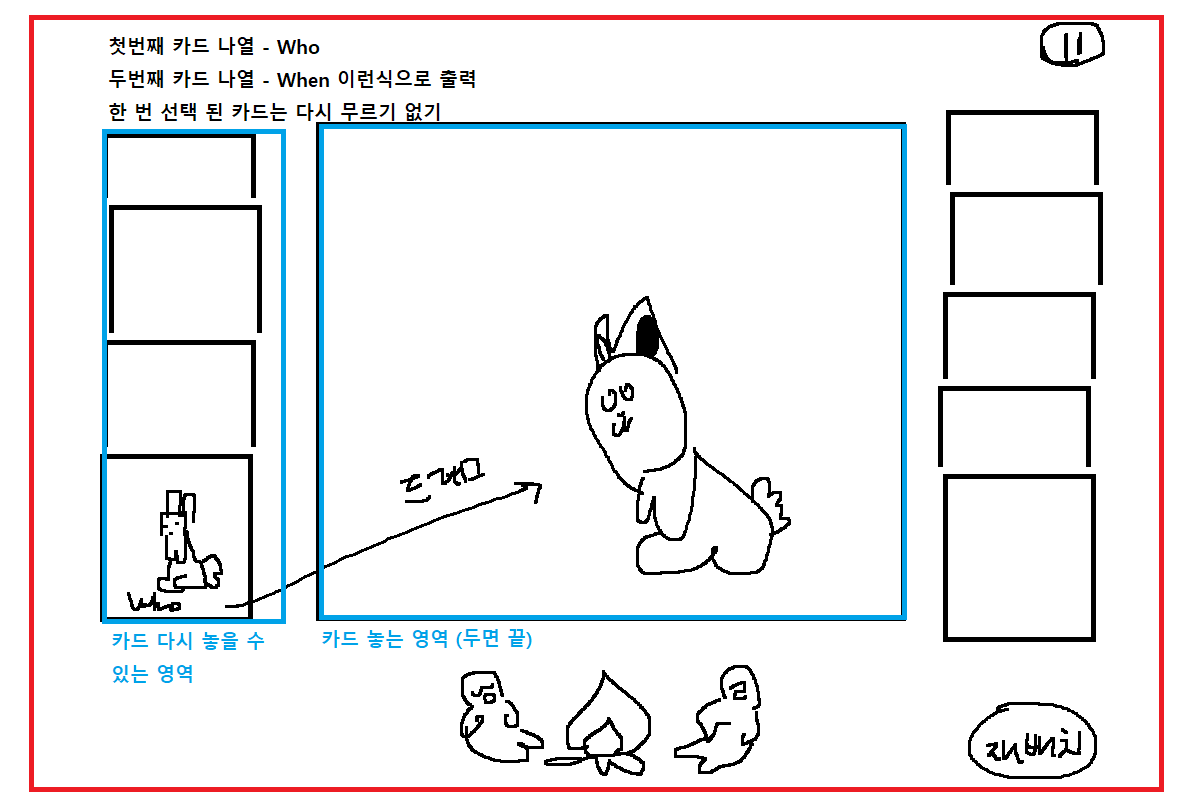 첫번째 카드 나열 - Who
두번째 카드 나열 - When 이런식으로 출력
한 번 선택 된 카드는 다시 무르기 없기
드래그
Who
카드 다시 놓을 수
있는 영역
카드 놓는 영역 (두면 끝)
재배치